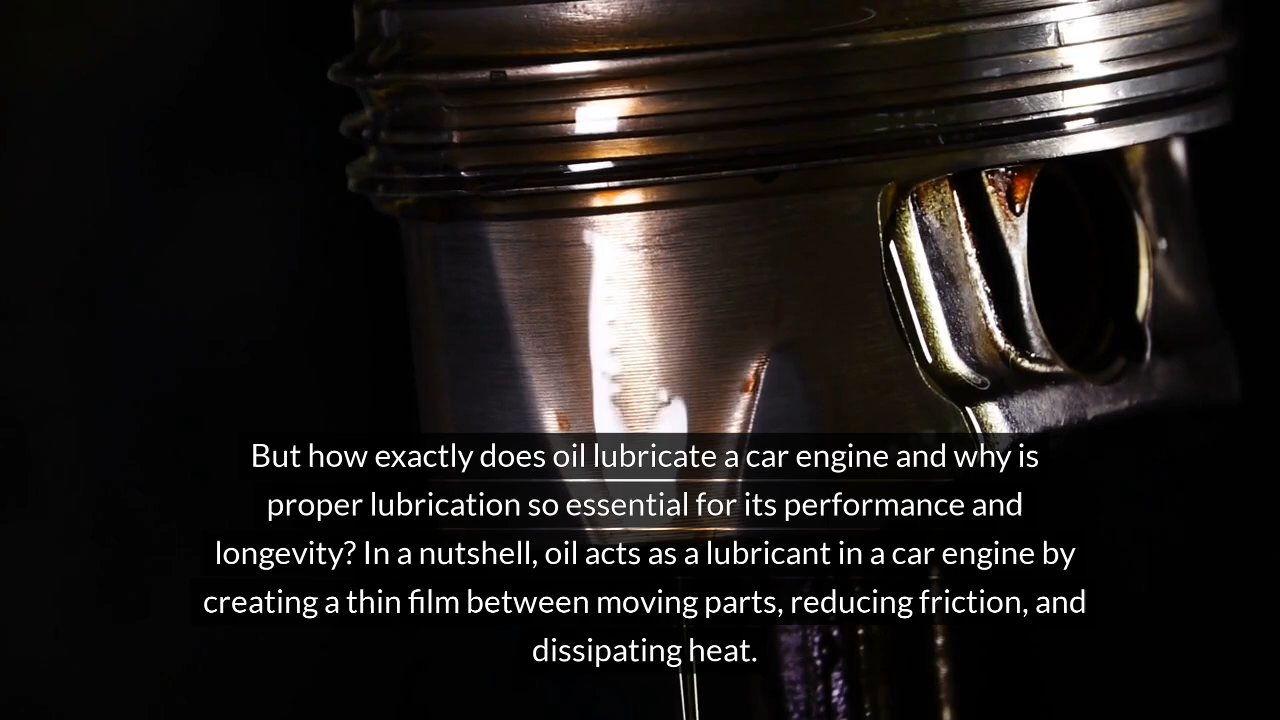 But how exactly does oil lubricate a car engine and why is
proper lubrication so essential for its performance and
longevity? In a nutshell, oil acts as a lubricant in a car engine by
creating a thin film between moving parts, reducing friction, and
dissipating heat.